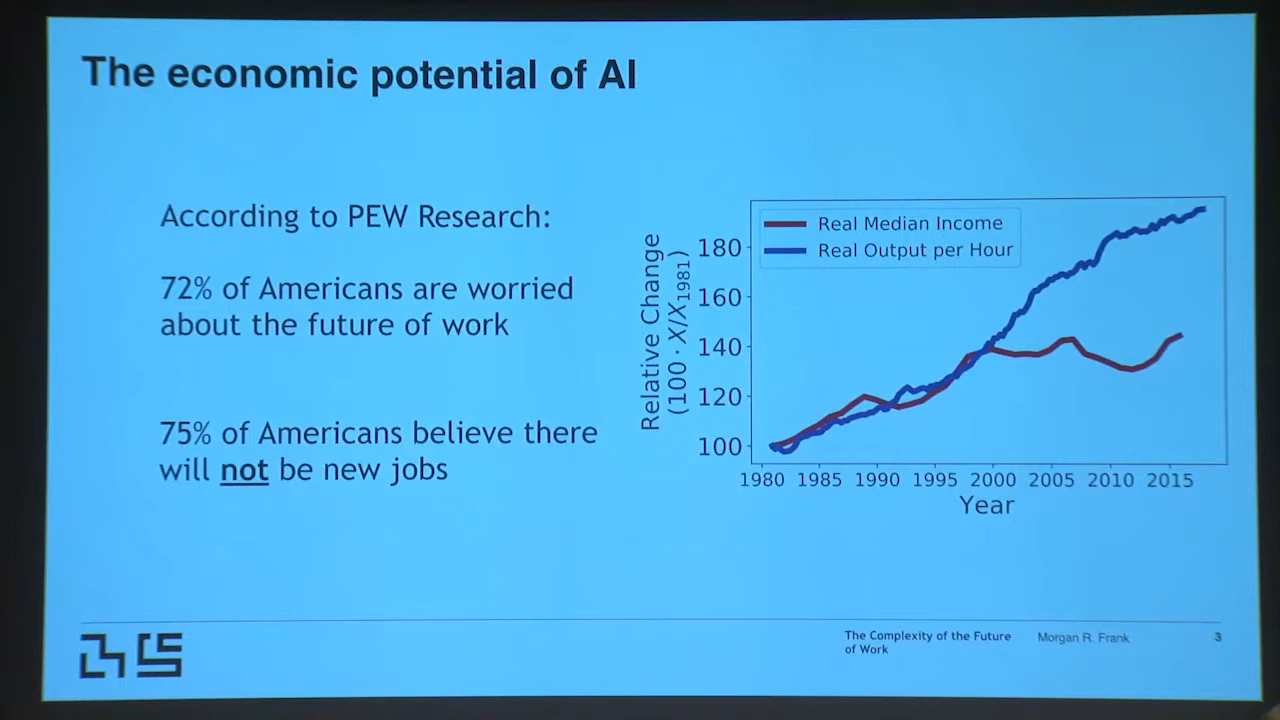 The economic potential of AI
According to PEW Research:
72% of Americans are worried
about the future of work
75% of Americans believe there
will not be new jobs
Real Median Income
Real Output per Hour
Relative Change
(100 · X/X1981)
180
160
140
120
100
1980 1985 1990 1995 2000 2005 2010 2015
Year
The Complexity of the Future
of Work
Morgan R. Frank
3